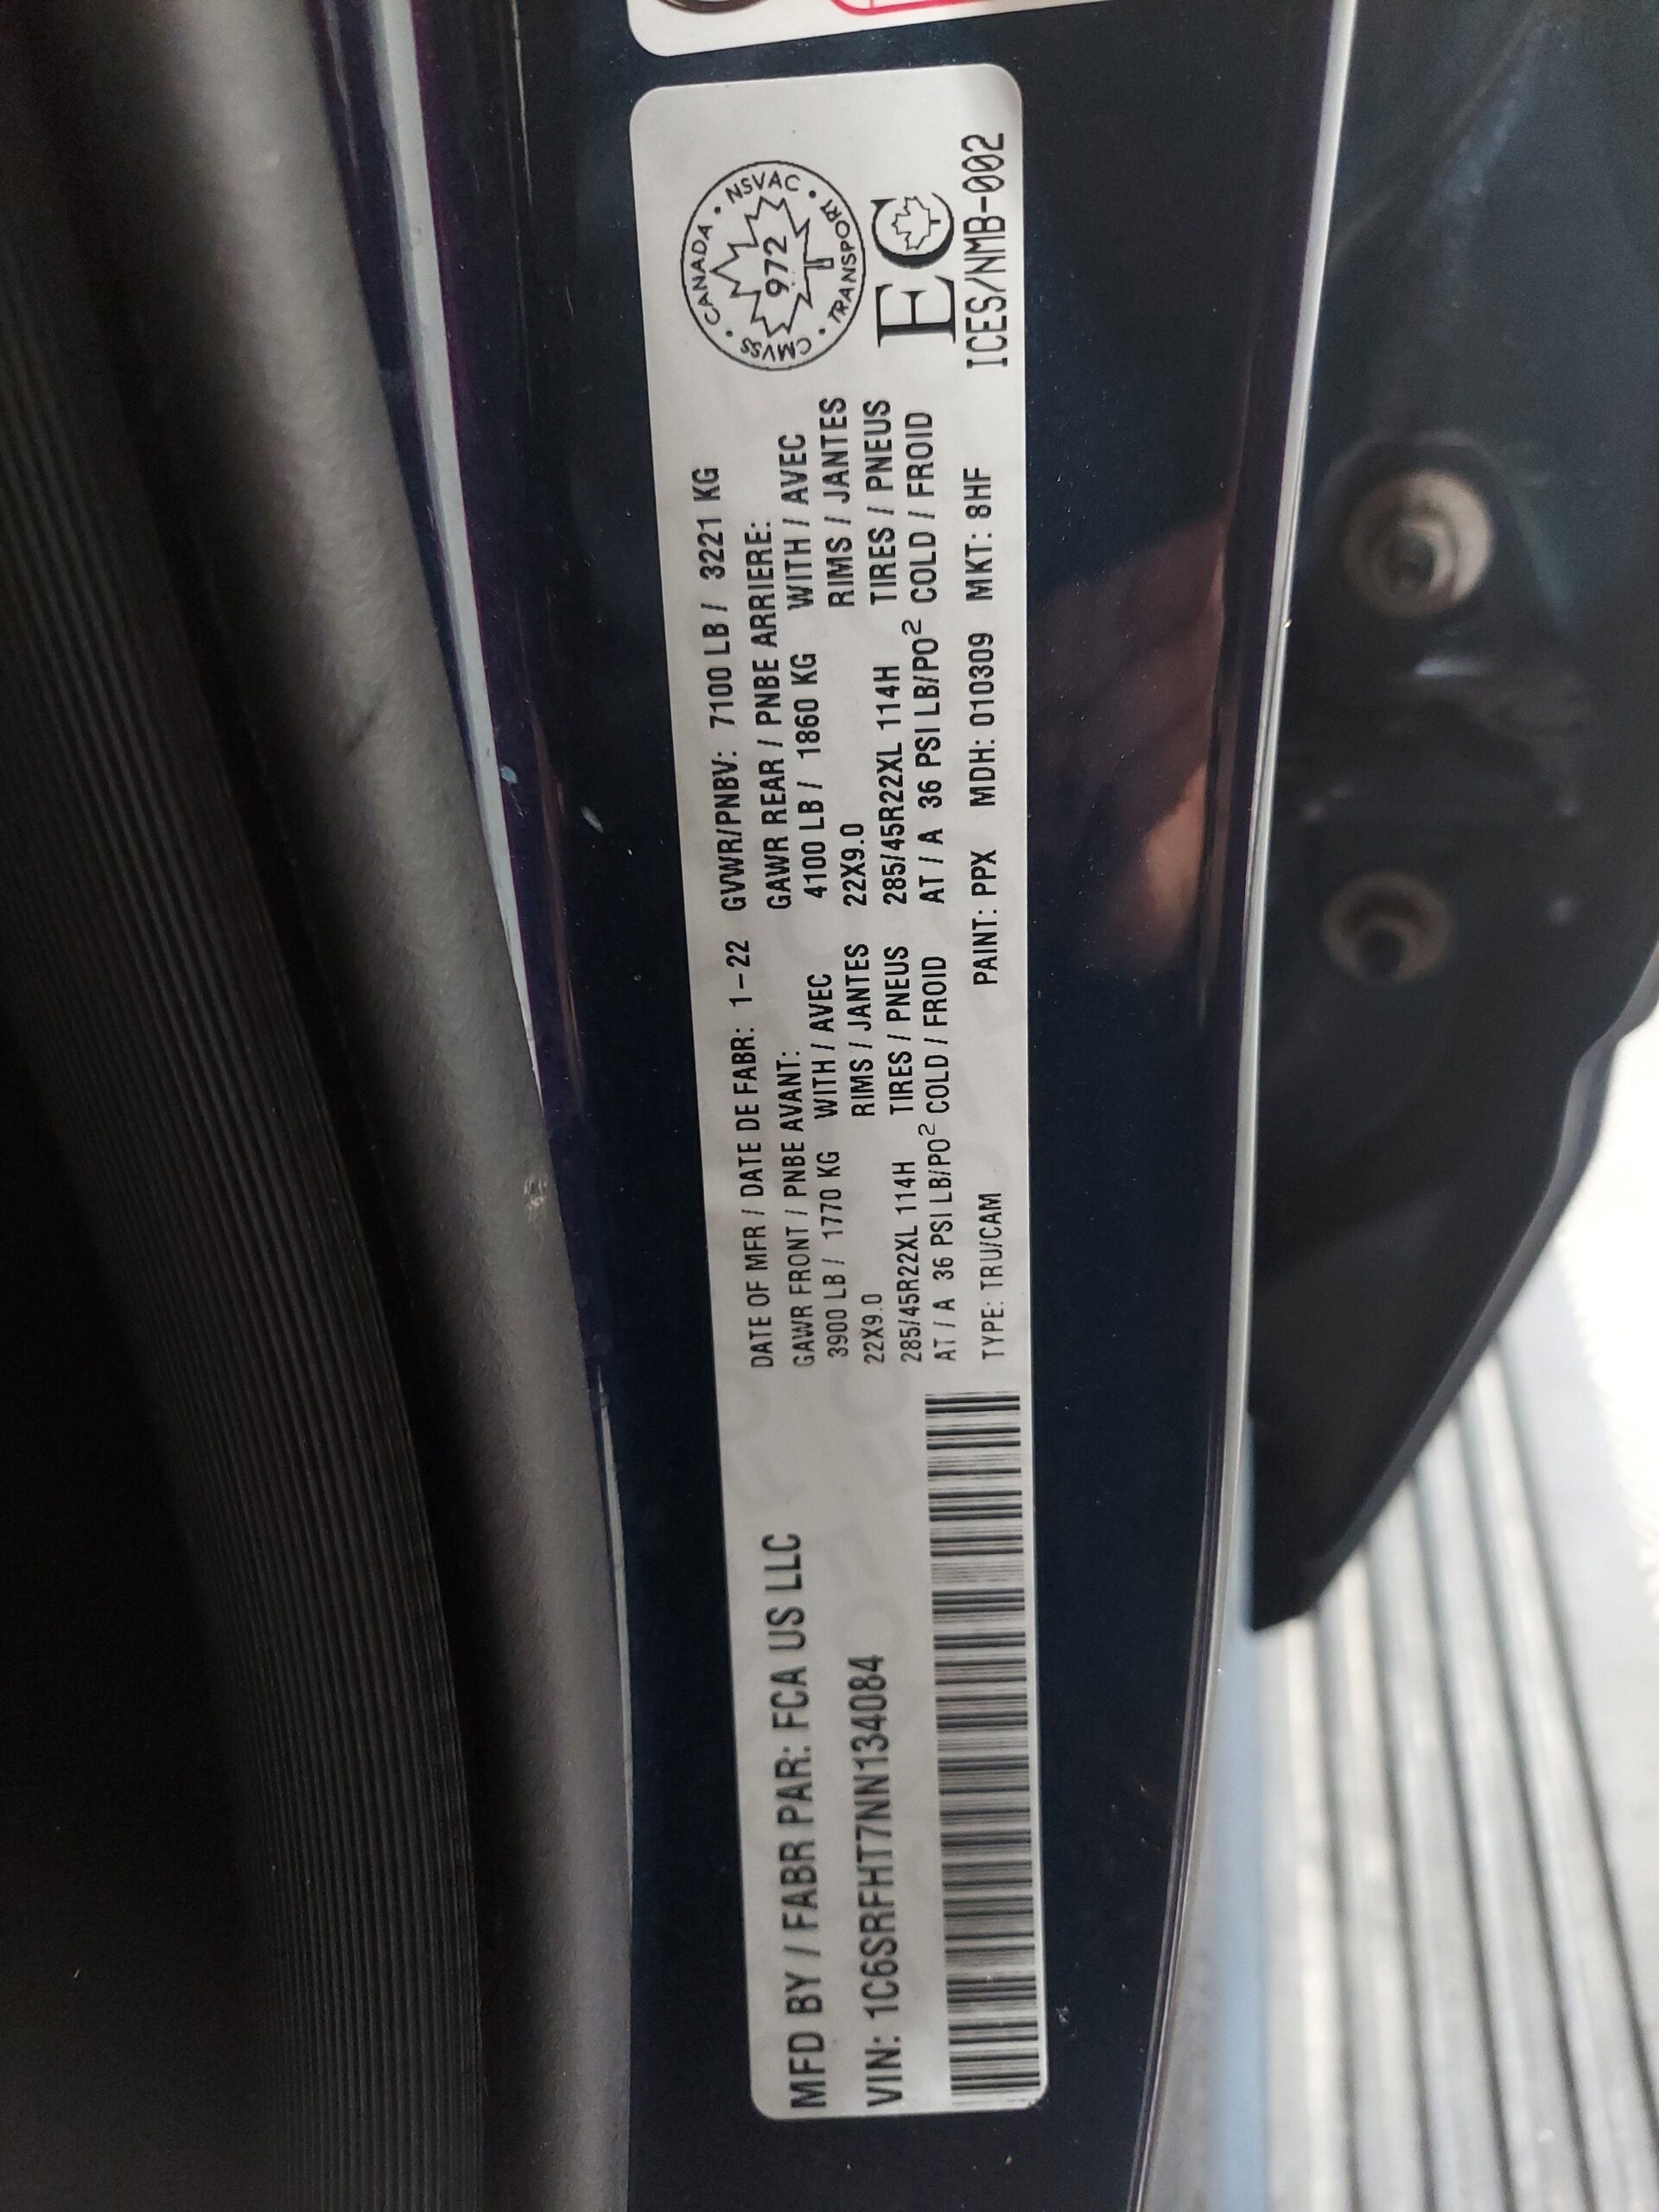 MFD BY / FABR PAR: FCA US LLC
VIN: 1C6SRFHT7NN134084
DATE OF MFR / DATE DE FABR: 1-22
GAWR FRONT / PNBE AVANT:
3900 LB / 1770 KG WITH / AVEC
22X9.0 RIMS / JANTES
285/45R22XL 114H TIRES / PNEUS
AT / A 36 PSI LB/PO² COLD / FROID
GVWR/PNBV: 7100 LB / 3221 KG
GAWR REAR / PNBE ARRIERE:
4100 LB / 1860 KG WITH / AVEC
22X9.0 RIMS / JANTES
285/45R22XL 114H TIRES / PNEUS
AT / A 36 PSI LB/PO² COLD / FROID
TYPE: TRU/CAM PAINT: PPX MDH: 010309 MKT: 8HF
CANADA • NSVAC • TRANSPORT • CMVSS •
972
EC
ICES/NMB-002